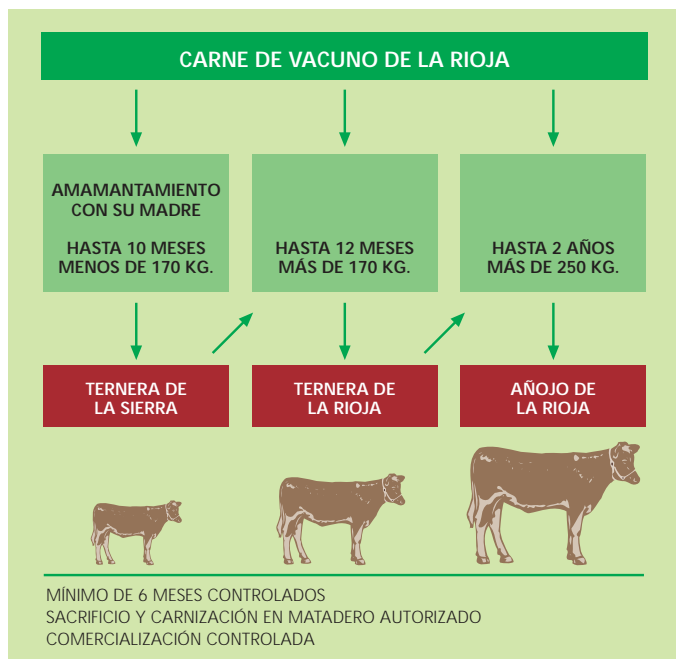 CARNE DE VACUNO DE LA RIOJA
AMAMANTAMIENTO
CON SU MADRE
HASTA 10 MESES
MENOS DE 170 KG.
HASTA 12 MESES
MÁS DE 170 KG.
HASTA 2 AÑOS
MÁS DE 250 KG.
TERNERA DE
LA SIERRA
TERNERA DE
LA RIOJA
AÑOJO DE
LA RIOJA
MÍNIMO DE 6 MESES CONTROLADOS
SACRIFICIO Y CARNIZACIÓN EN MATADERO AUTORIZADO
COMERCIALIZACIÓN CONTROLADA